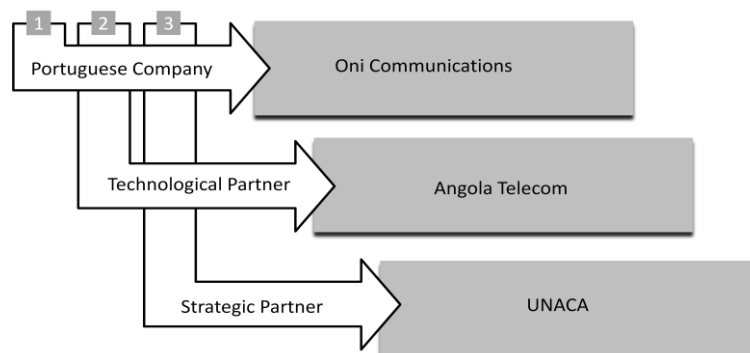 1 2 3
Portuguese Company
Oni Communications
Technological Partner
Angola Telecom
Strategic Partner
UNACA